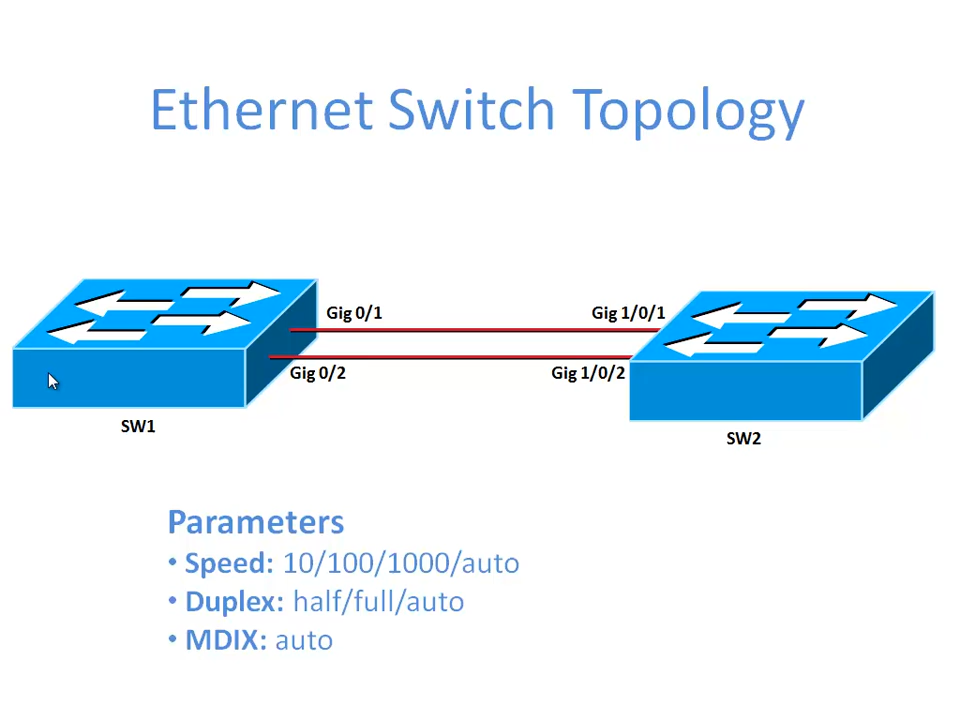 Ethernet Switch Topology
Gig 0/1
Gig 1/0/1
Gig 0/2
Gig 1/0/2
SW1
SW2
Parameters
• Speed: 10/100/1000/auto
• Duplex: half/full/auto
• MDIX: auto